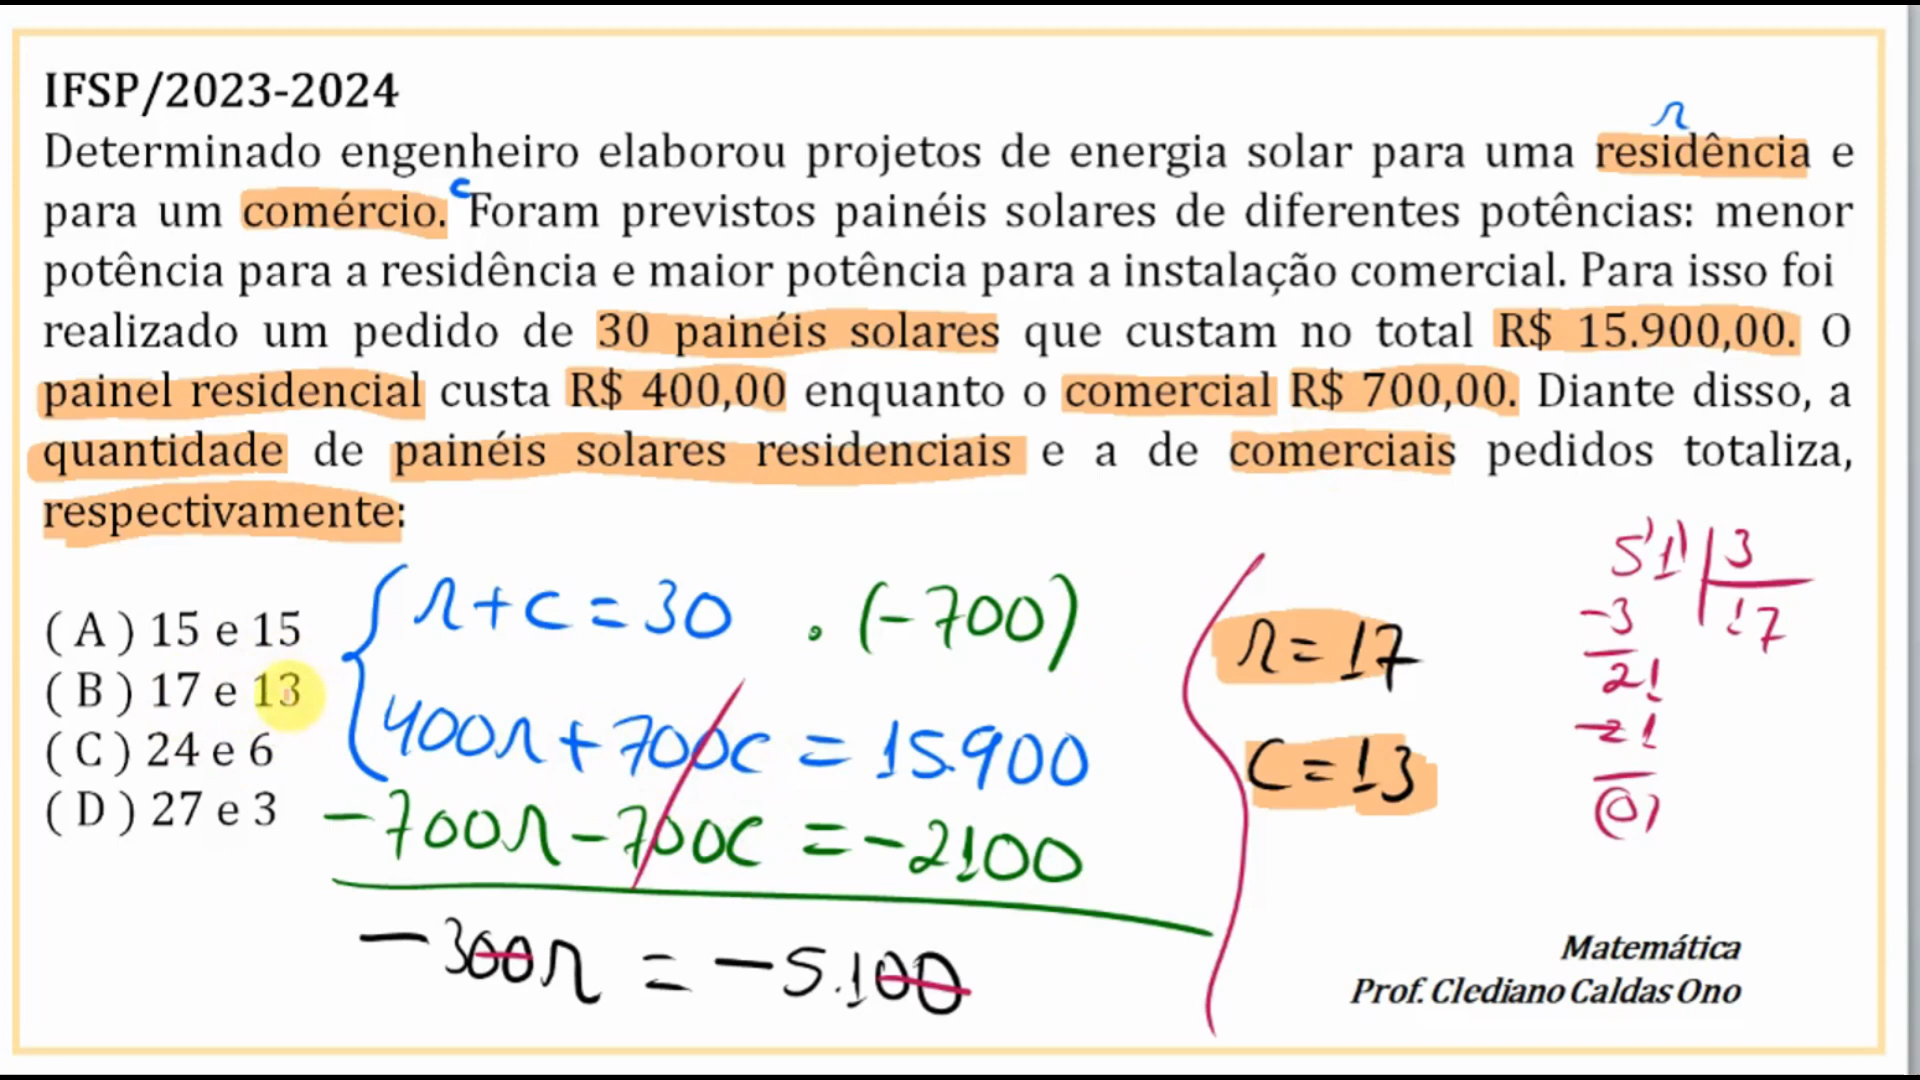 IFSP/2023-2024
r
Determinado engenheiro elaborou projetos de energia solar para uma residência e
c
para um comércio. Foram previstos painéis solares de diferentes potências: menor
potência para a residência e maior potência para a instalação comercial. Para isso foi
realizado um pedido de 30 painéis solares que custam no total R$ 15.900,00. O
painel residencial custa R$ 400,00 enquanto o comercial R$ 700,00. Diante disso, a
quantidade de painéis solares residenciais e a de comerciais pedidos totaliza,
respectivamente:
( A ) 15 e 15
( B ) 17 e 13
( C ) 24 e 6
( D ) 27 e 3
r + c = 30 . (-700)
400r + 700c = 15.900
-700r - 700c = -2100
-300r = -5.100
r = 17
c = 13
51 3
-3 17
21
-21
(0)
Matemática
Prof. Clediano Caldas Ono